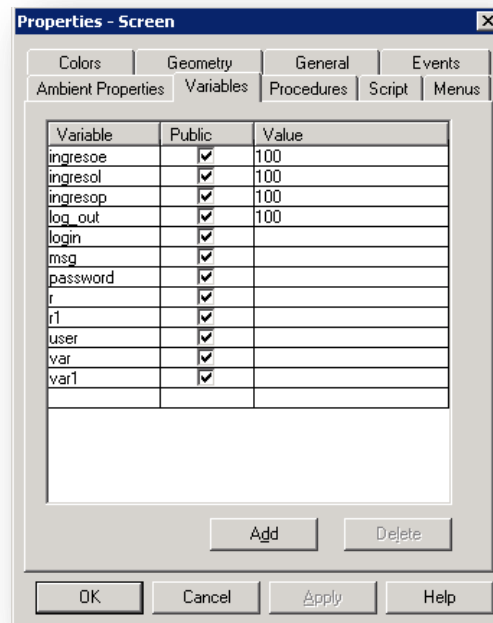 Properties - Screen
Colors Geometry General Events
Ambient Properties Variables Procedures Script Menus
Variable Public Value
ingresoe 100
ingresol 100
ingresop 100
log_out 100
login
msg
password
r
r1
user
var
var1
Add Delete
OK Cancel Apply Help